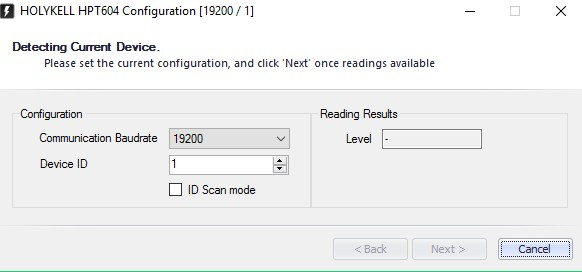 HOLYKELL HPT604 Configuration [19200 / 1]
Detecting Current Device.
Please set the current configuration, and click `Next` once readings available
Configuration
Communication Baudrate 19200
Device ID 1
ID Scan mode
Reading Results
Level -
< Back Next > Cancel